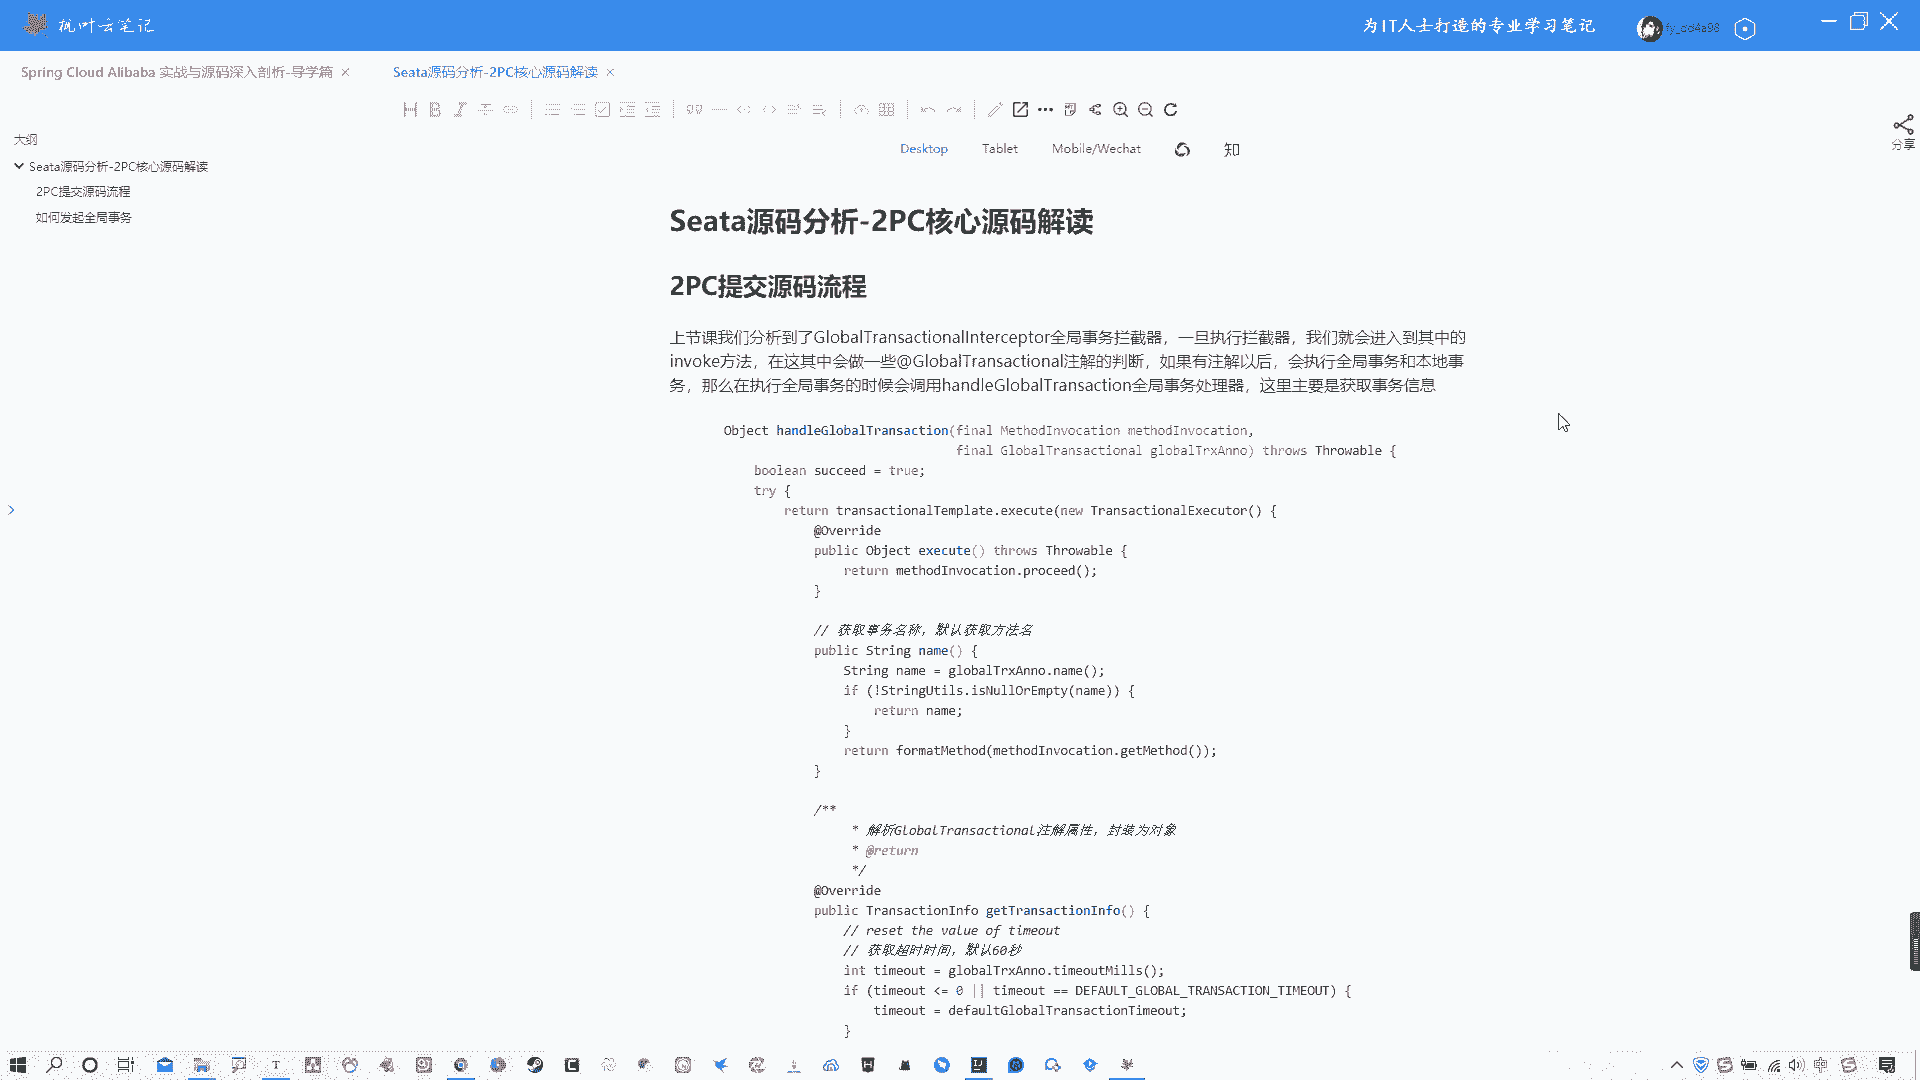 枫叶云笔记
为IT人士打造的专业学习笔记
fy_dd4a98
Spring Cloud Alibaba 实战与源码深入剖析-导学篇
Seata源码分析-2PC核心源码解读
分享
大纲
Desktop
Tablet
Mobile/Wechat
知
Seata源码分析-2PC核心源码解读
2PC提交源码流程
如何发起全局事务
Seata源码分析-2PC核心源码解读
2PC提交源码流程
上节课我们分析到了GlobalTransactionalInterceptor全局事务拦截器，一旦执行拦截器，我们就会进入到其中的
invoke方法，在这其中会做一些@GlobalTransactional注解的判断，如果有注解以后，会执行全局事务和本地事
务，那么在执行全局事务的时候会调用handleGlobalTransaction全局事务处理器，这里主要是获取事务信息
Object handleGlobalTransaction(final MethodInvocation methodInvocation,
final GlobalTransactional globalTrxAnno) throws Throwable {
boolean succeed = true;
try {
return transactionalTemplate.execute(new TransactionalExecutor() {
@Override
public Object execute() throws Throwable {
return methodInvocation.proceed();
}
// 获取事务名称，默认获取方法名
public String name() {
String name = globalTrxAnno.name();
if (!StringUtils.isNullOrEmpty(name)) {
return name;
}
return formatMethod(methodInvocation.getMethod());
}
/**
* 解析GlobalTransactional注解属性，封装为对象
* @return
*/
@Override
public TransactionInfo getTransactionInfo() {
// reset the value of timeout
// 获取超时时间，默认60秒
int timeout = globalTrxAnno.timeoutMills();
if (timeout <= 0 || timeout == DEFAULT_GLOBAL_TRANSACTION_TIMEOUT) {
timeout = defaultGlobalTransactionTimeout;
}
中